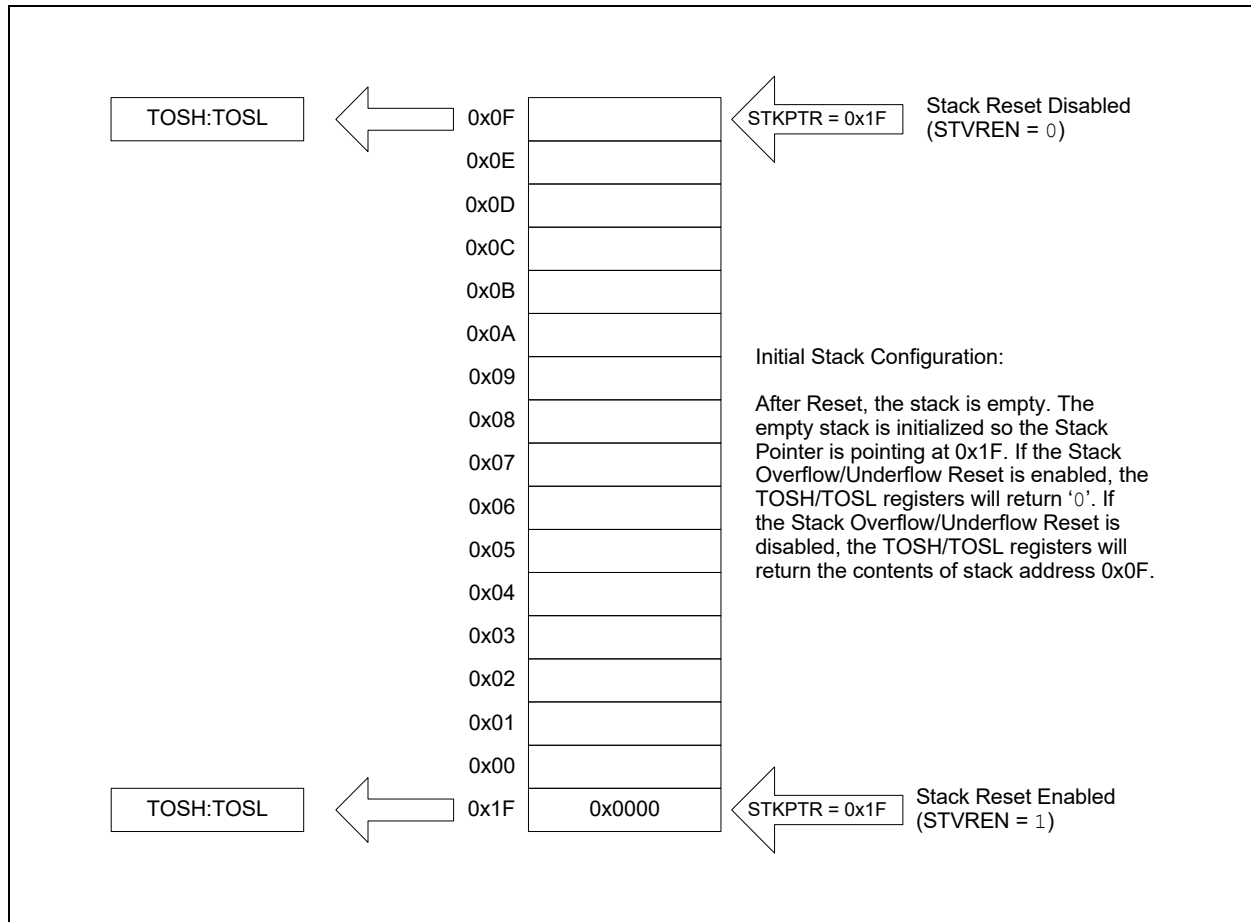 TOSH:TOSL
0x0F
STKPTR = 0x1F
Stack Reset Disabled
(STVREN = 0)
0x0E
0x0D
0x0C
0x0B
0x0A
0x09
0x08
0x07
0x06
0x05
0x04
0x03
0x02
0x01
0x00
Initial Stack Configuration:
After Reset, the stack is empty. The
empty stack is initialized so the Stack
Pointer is pointing at 0x1F. If the Stack
Overflow/Underflow Reset is enabled, the
TOSH/TOSL registers will return ‘0’. If
the Stack Overflow/Underflow Reset is
disabled, the TOSH/TOSL registers will
return the contents of stack address 0x0F.
TOSH:TOSL
0x1F
0x0000
STKPTR = 0x1F
Stack Reset Enabled
(STVREN = 1)